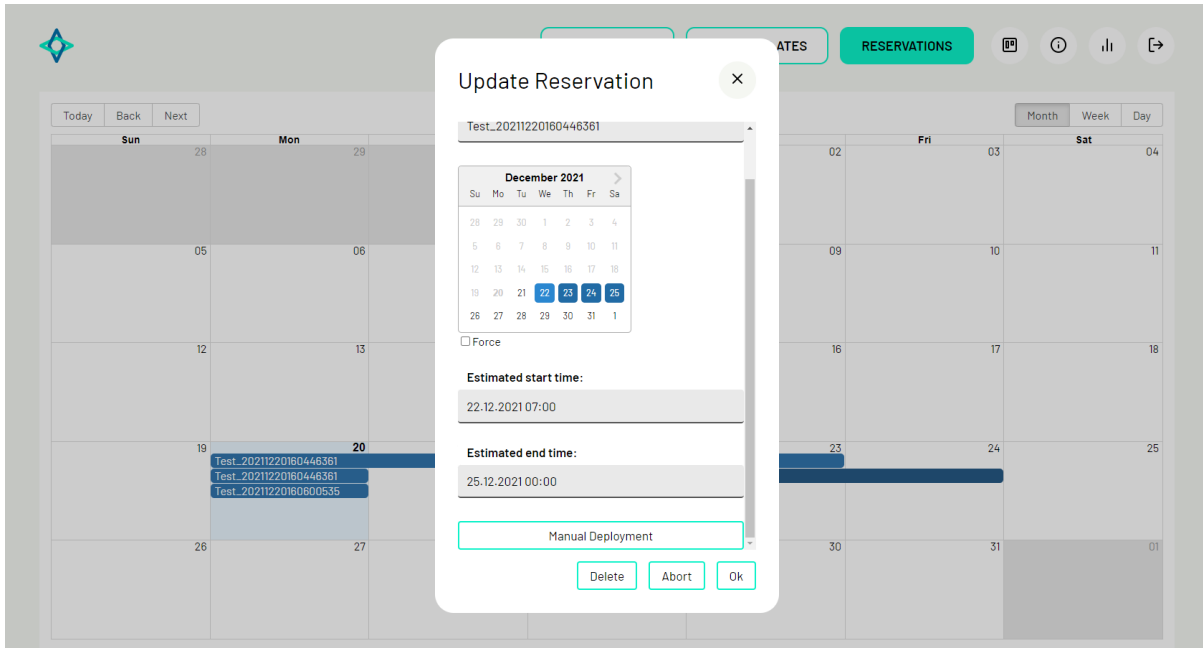 ATES
RESERVATIONS
Update Reservation
Today Back Next
Month Week Day
Test_20211220160446361
Sun Mon Fri Sat
28 29 02 03 04
December 2021
Su Mo Tu We Th Fr Sa
28 29 30 1 2 3 4
5 6 7 8 9 10 11
12 13 14 15 16 17 18
19 20 21 22 23 24 25
26 27 28 29 30 31 1
Force
05 06 09 10 11
12 13 16 17 18
Estimated start time:
22.12.2021 07:00
19 20 23 24 25
Test_20211220160446361
Test_20211220160446361
Test_20211220160600535
Estimated end time:
25.12.2021 00:00
Manual Deployment
26 27 30 31 01
Delete Abort Ok